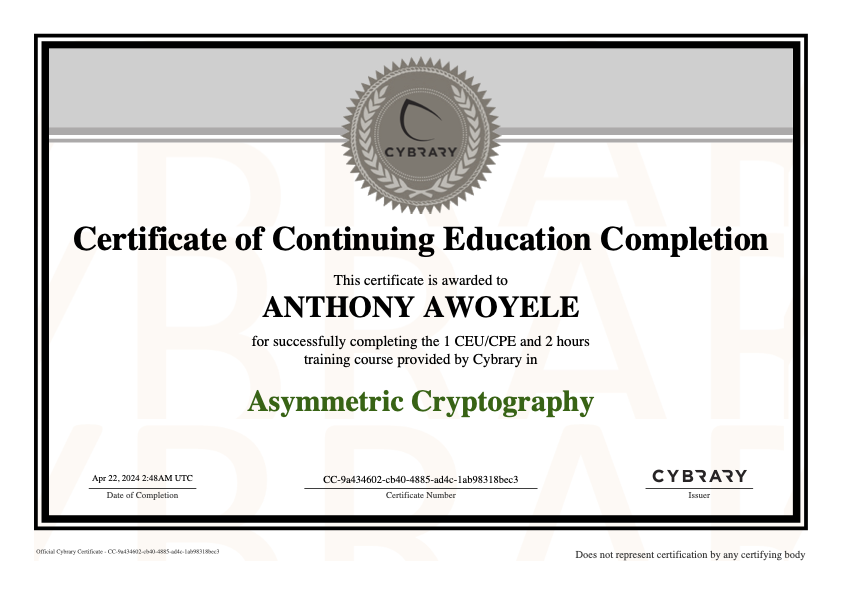 CYBRARY
Certificate of Continuing Education Completion
This certificate is awarded to
ANTHONY AWOYELE
for successfully completing the 1 CEU/CPE and 2 hours
training course provided by Cybrary in
Asymmetric Cryptography
Apr 22, 2024 2:48AM UTC
Date of Completion
CC-9a434602-cb40-4885-ad4c-1ab98318bec3
Certificate Number
CYBRARY
Issuer
Official Cybrary Certificate - CC-9a434602-cb40-4885-ad4c-1ab98318bec3
Does not represent certification by any certifying body